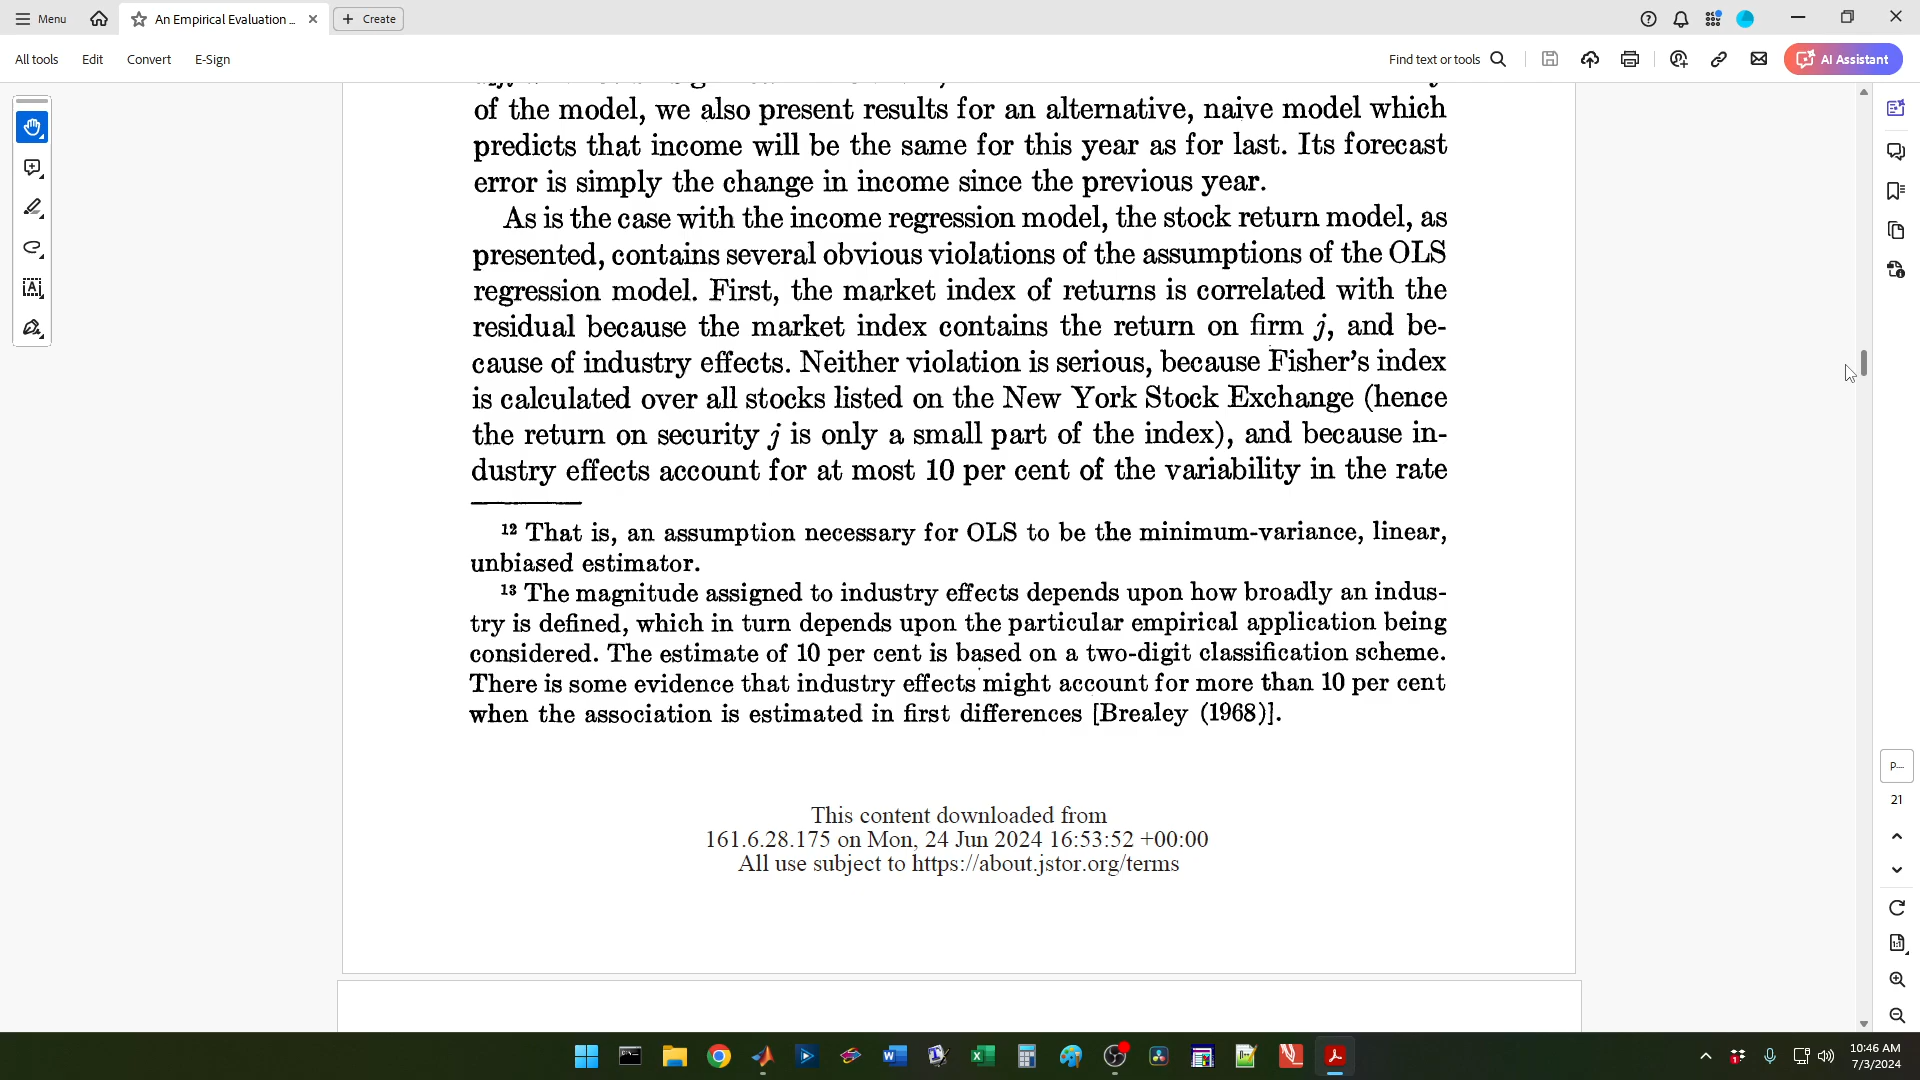 Menu
An Empirical Evaluation ...
Create
All tools
Edit
Convert
E-Sign
Find text or tools
AI Assistant
of the model, we also present results for an alternative, naive model which
predicts that income will be the same for this year as for last. Its forecast
error is simply the change in income since the previous year.
As is the case with the income regression model, the stock return model, as
presented, contains several obvious violations of the assumptions of the OLS
regression model. First, the market index of returns is correlated with the
residual because the market index contains the return on firm j, and be-
cause of industry effects. Neither violation is serious, because Fisher's index
is calculated over all stocks listed on the New York Stock Exchange (hence
the return on security j is only a small part of the index), and because in-
dustry effects account for at most 10 per cent of the variability in the rate
12 That is, an assumption necessary for OLS to be the minimum-variance, linear,
unbiased estimator.
13 The magnitude assigned to industry effects depends upon how broadly an indus-
try is defined, which in turn depends upon the particular empirical application being
considered. The estimate of 10 per cent is based on a two-digit classification scheme.
There is some evidence that industry effects might account for more than 10 per cent
when the association is estimated in first differences [Brealey (1968)].
This content downloaded from
161.6.28.175 on Mon, 24 Jun 2024 16:53:52 +00:00
All use subject to https://about.jstor.org/terms
P...
21
10:46 AM
7/3/2024